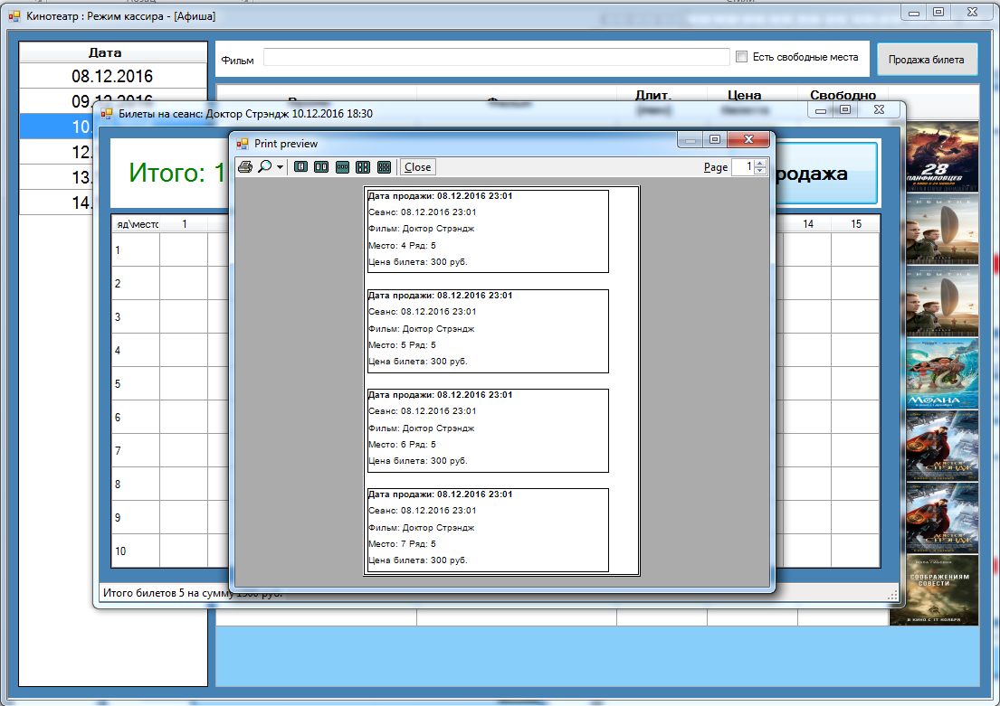 Кинотеатр : Режим кассира - [Афиша]
Дата
08.12.2016
09.12.2016
10.
12.
13.
14.
Фильм
Есть свободные места
Продажа билета
Длит. Цена Свободно
Билеты на сеанс: Доктор Стрэндж 10.12.2016 18:30
Итого: 1
родажа
яд\место 1 14 15
1
2
3
4
5
6
7
8
9
10
Итого билетов 5 на сумму 1500 руб.
Print preview
Close
Page 1
Дата продажи: 08.12.2016 23:01
Сеанс: 08.12.2016 23:01
Фильм: Доктор Стрэндж
Место: 4 Ряд: 5
Цена билета: 300 руб.
Дата продажи: 08.12.2016 23:01
Сеанс: 08.12.2016 23:01
Фильм: Доктор Стрэндж
Место: 5 Ряд: 5
Цена билета: 300 руб.
Дата продажи: 08.12.2016 23:01
Сеанс: 08.12.2016 23:01
Фильм: Доктор Стрэндж
Место: 6 Ряд: 5
Цена билета: 300 руб.
Дата продажи: 08.12.2016 23:01
Сеанс: 08.12.2016 23:01
Фильм: Доктор Стрэндж
Место: 7 Ряд: 5
Цена билета: 300 руб.
28
ПАНФИЛОВЦЕВ
ПРИБЫТИЕ
ПРИБЫТИЕ
МОАНА
ДОКТОР
СТРЭНДЖ
ДОКТОР
СТРЭНДЖ
СООБРАЖЕНИЯМ
СОВЕСТИ
В КИНО С 17 НОЯБРЯ